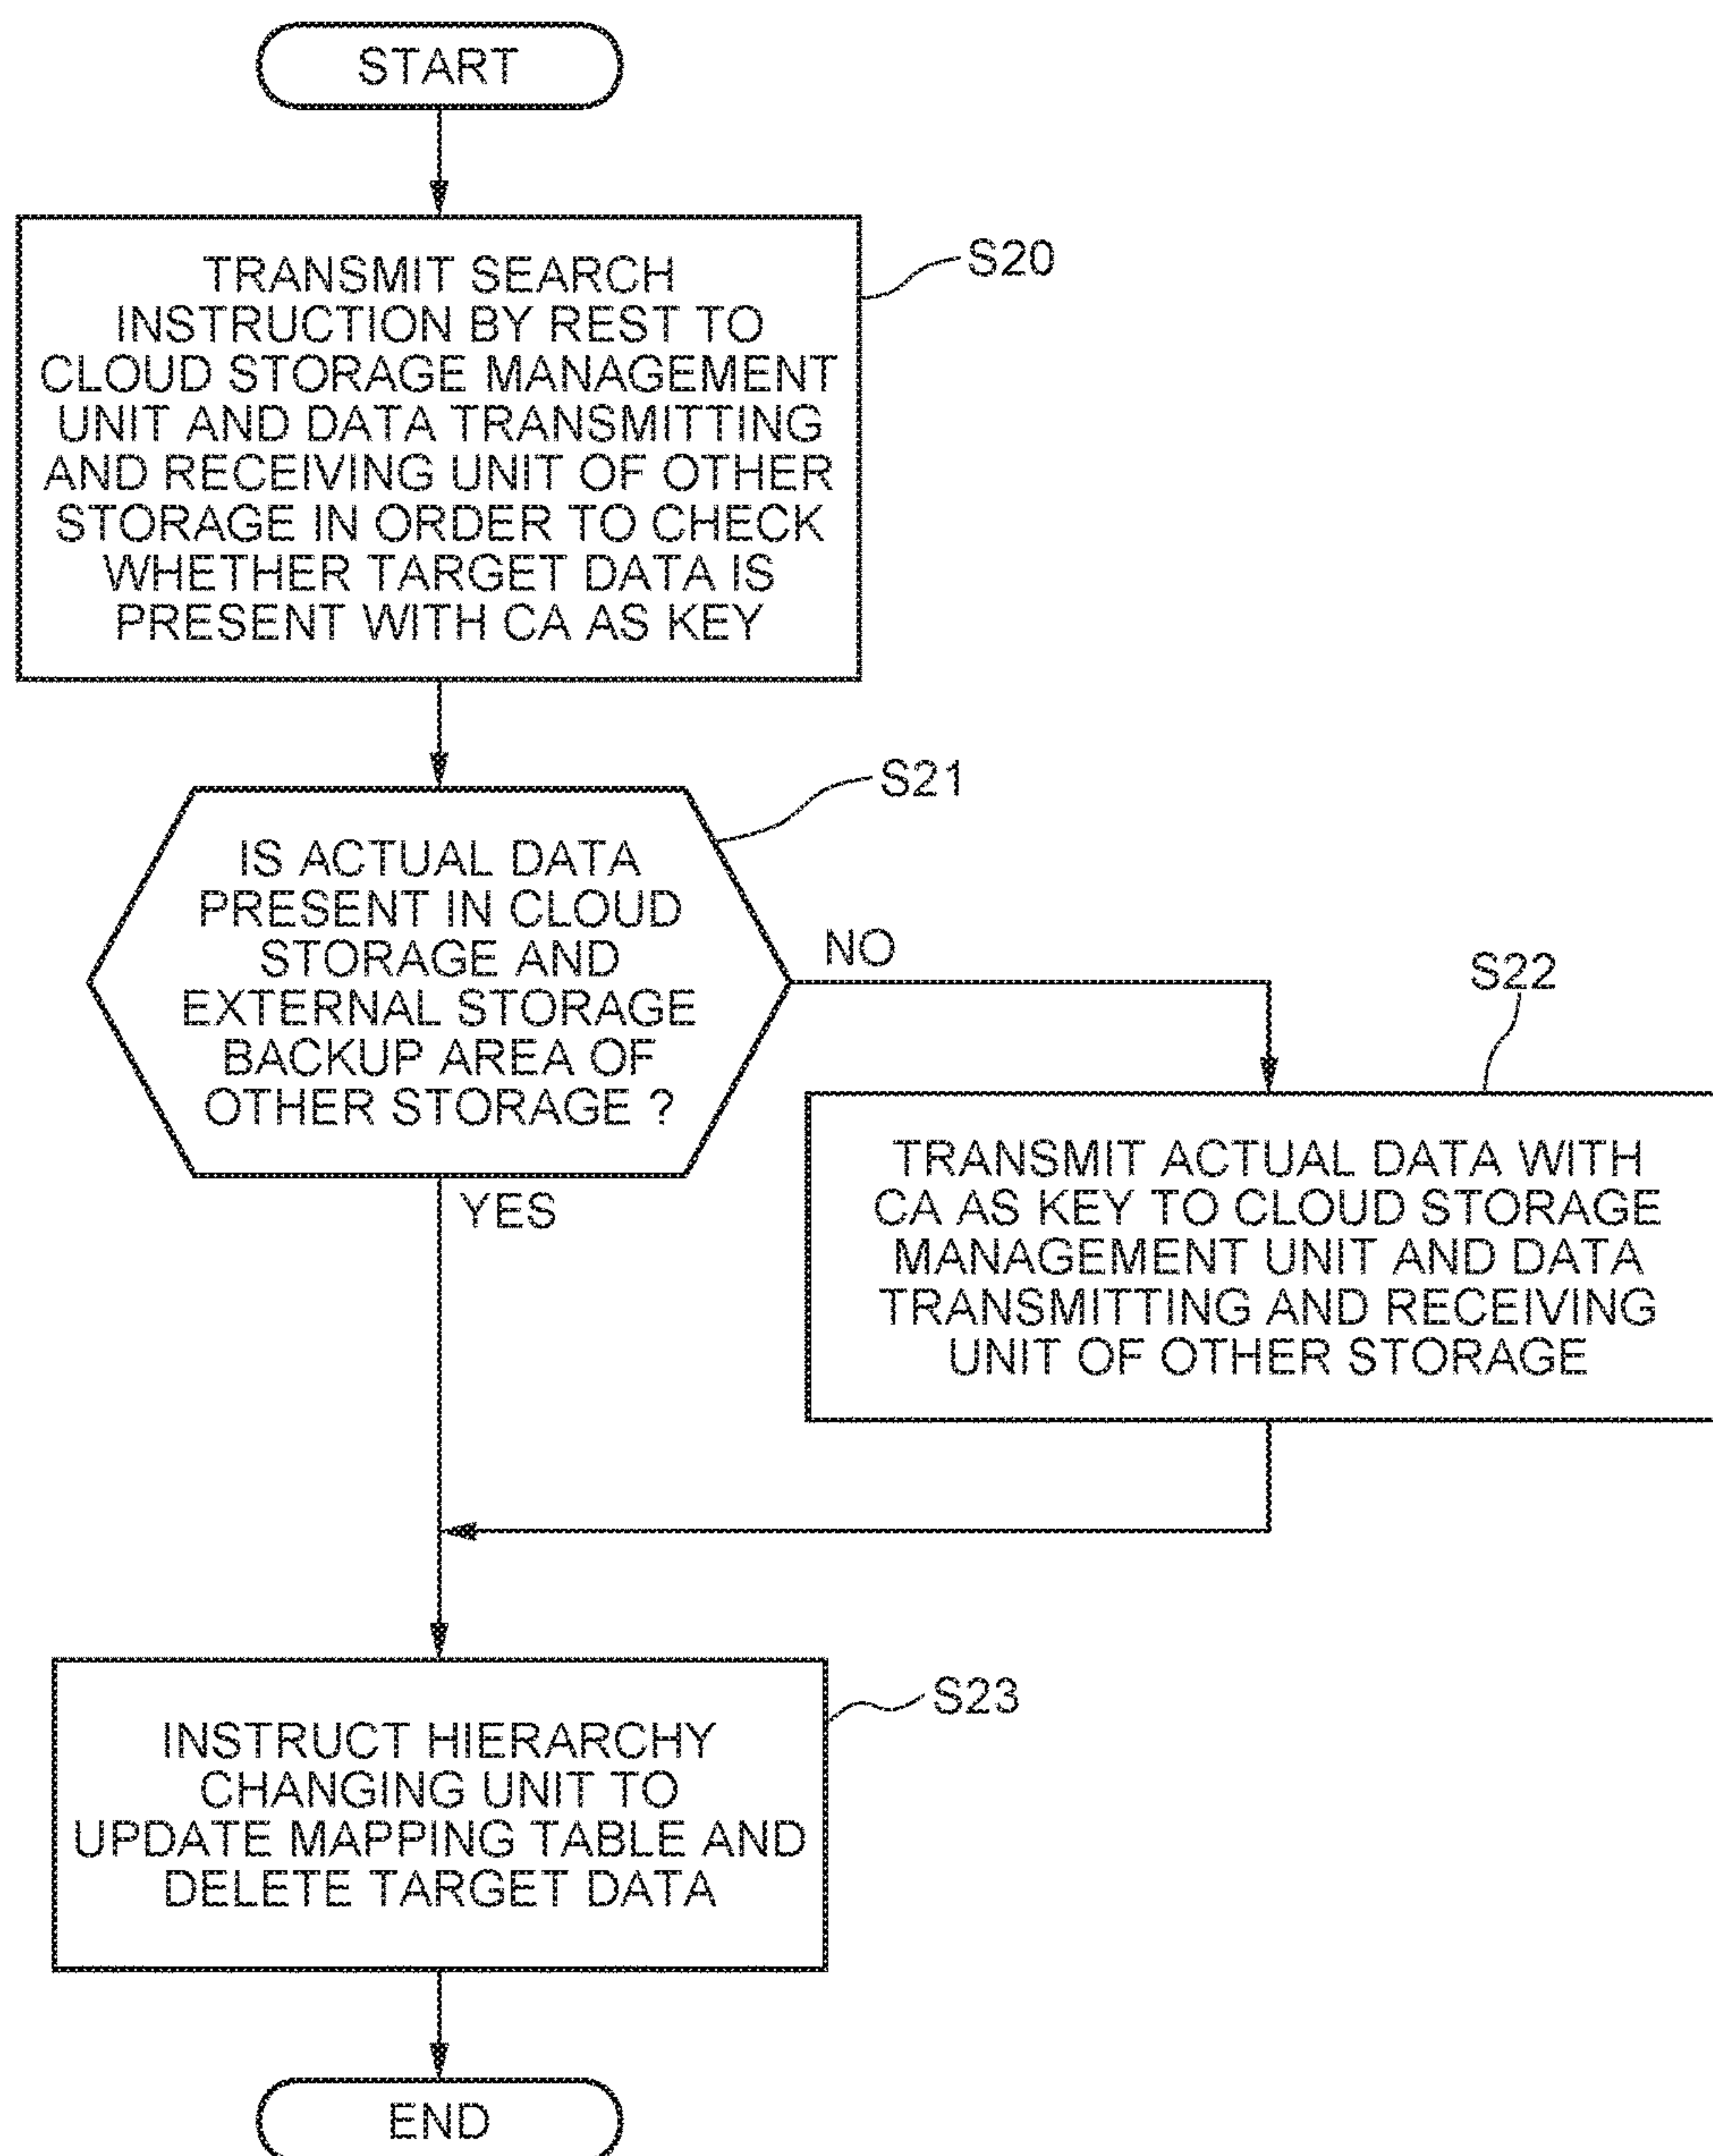 START
TRANSMIT SEARCH
INSTRUCTION BY REST TO
CLOUD STORAGE MANAGEMENT
UNIT AND DATA TRANSMITTING
AND RECEIVING UNIT OF OTHER
STORAGE IN ORDER TO CHECK
WHETHER TARGET DATA IS
PRESENT WITH CA AS KEY
S20
IS ACTUAL DATA
PRESENT IN CLOUD
STORAGE AND
EXTERNAL STORAGE
BACKUP AREA OF
OTHER STORAGE ?
S21
NO
YES
S22
TRANSMIT ACTUAL DATA WITH
CA AS KEY TO CLOUD STORAGE
MANAGEMENT UNIT AND DATA
TRANSMITTING AND RECEIVING
UNIT OF OTHER STORAGE
INSTRUCT HIERARCHY
CHANGING UNIT TO
UPDATE MAPPING TABLE AND
DELETE TARGET DATA
S23
END